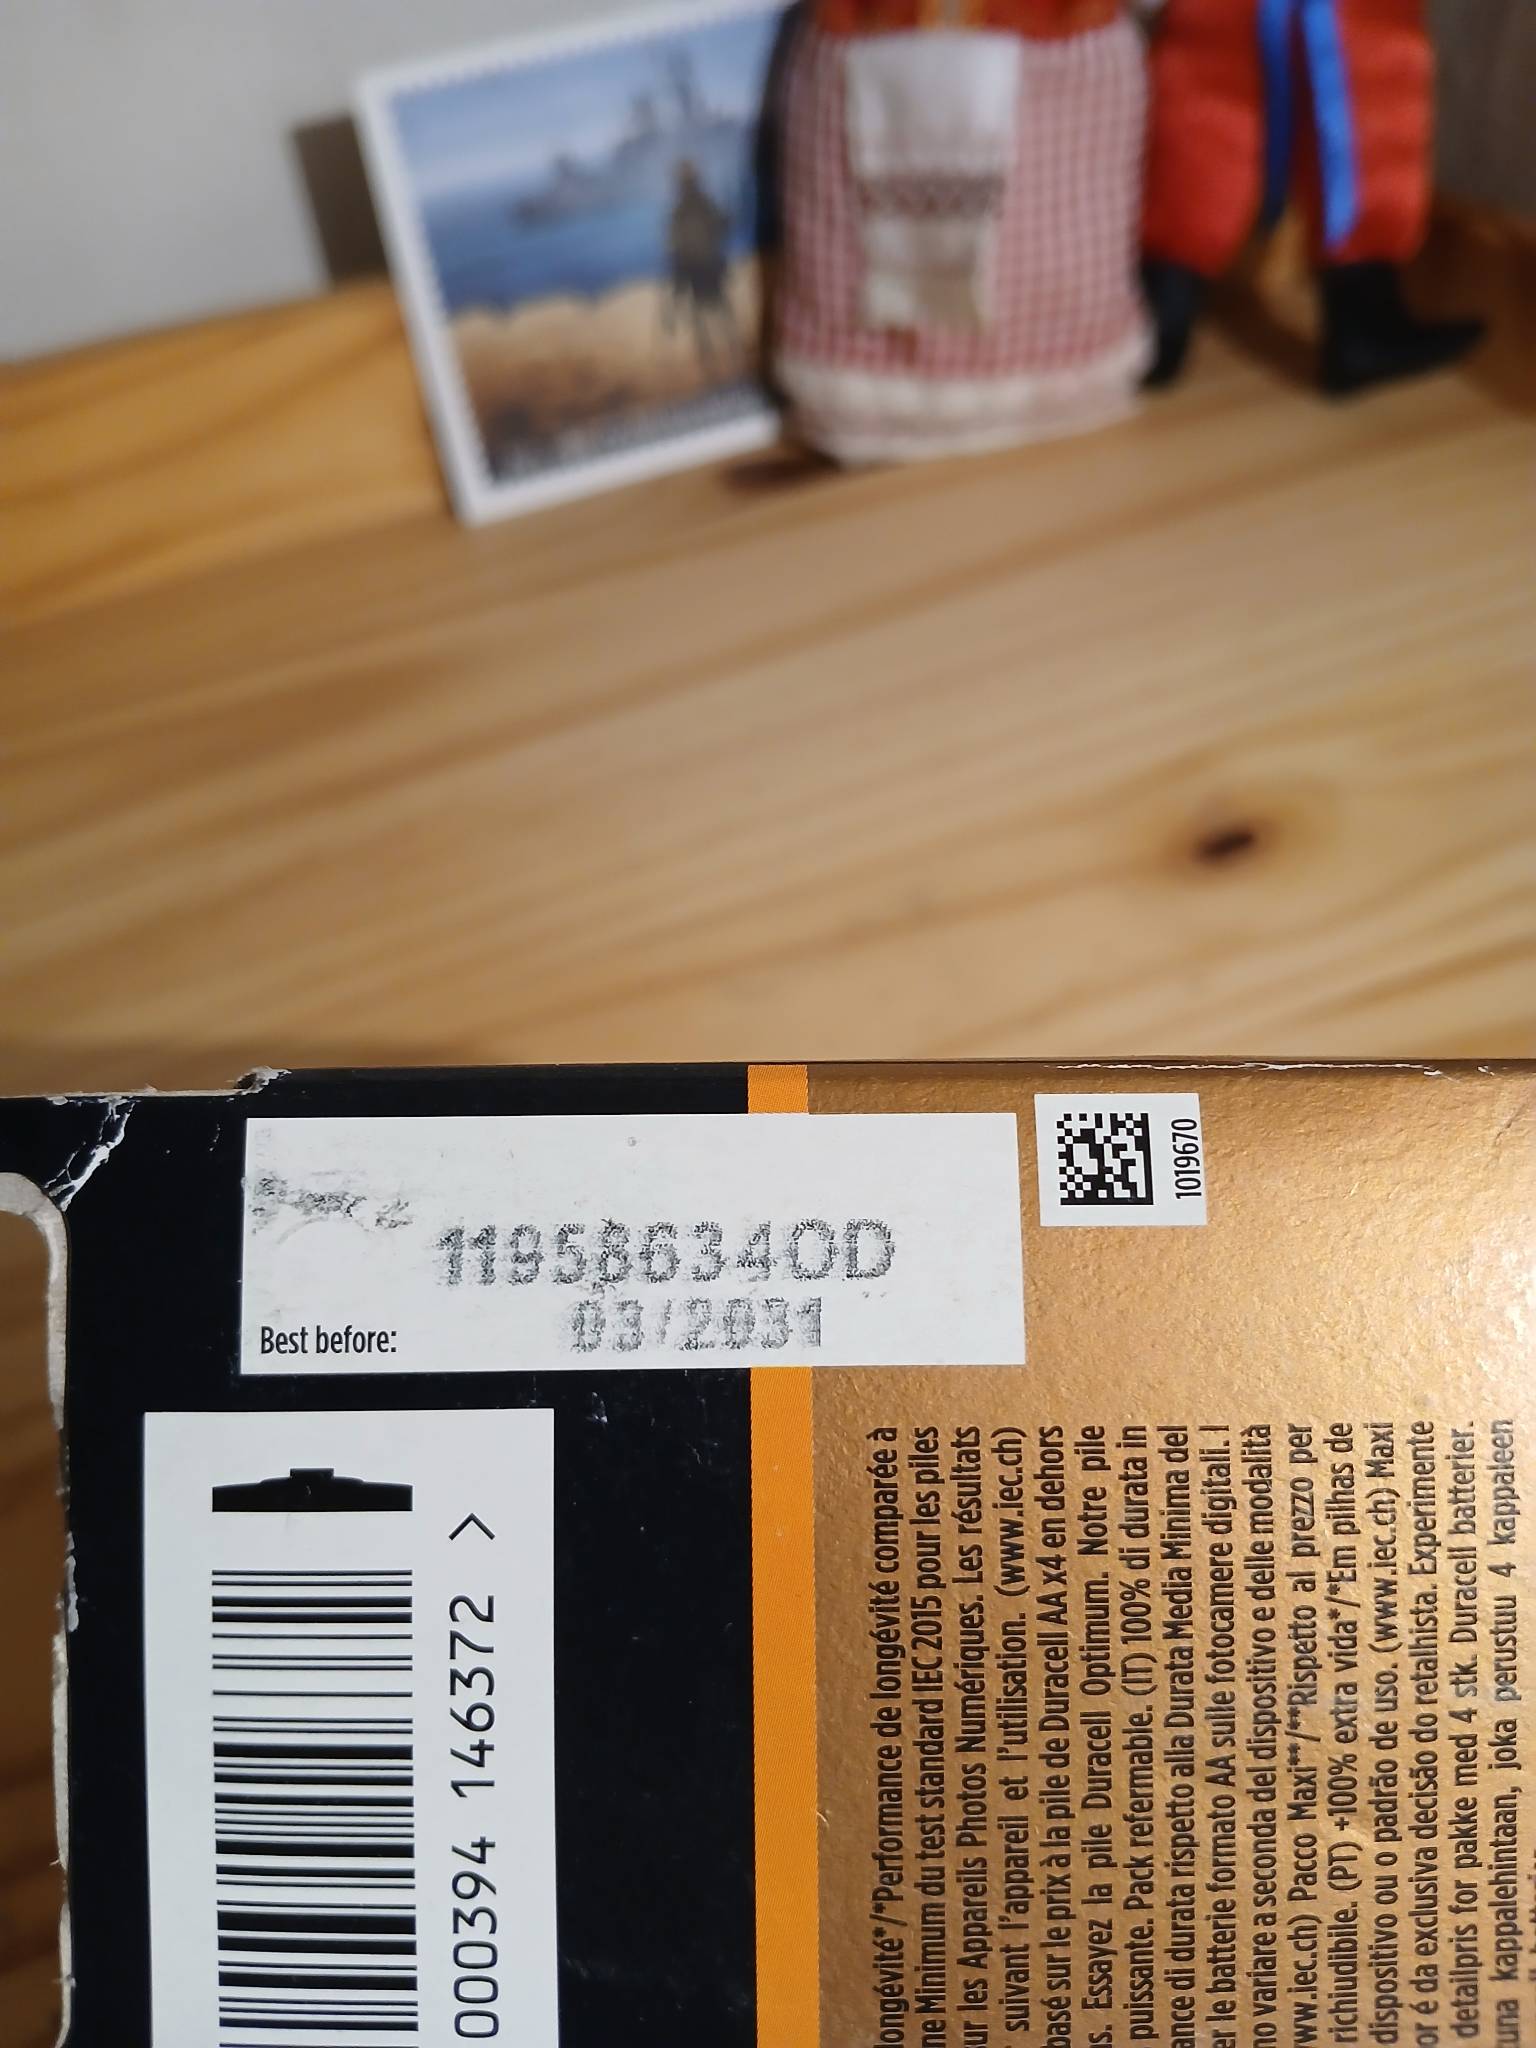 1019670
11958634OD
03/2031
Best before:
000394 146372 >
longévité*/*Performance de longévité comparée à
ne Minimum du test standard IEC 2015 pour les piles
ur les Appareils Photos Numériques. Les résultats
suivant l'appareil et l'utilisation. (www.iec.ch)
basé sur le prix à la pile de Duracell AA x4 en dehors
s. Essayez la pile Duracell Optimum. Notre pile
puissante. Pack refermable. (IT) 100% di durata in
ance di durata rispetto alla Durata Media Minima del
er le batterie formato AA sulle fotocamere digitali. I
no variare a seconda del dispositivo e delle modalità
ww.iec.ch) Pacco Maxi**/**Rispetto al prezzo per
richiudibile. (PT) +100% extra vida*/*Em pilhas de
dispositivo ou o padrão de uso. (www.iec.ch) Maxi
or é da exclusiva decisão do retalhista. Experimente
detailpris for pakke med 4 stk. Duracell batterier.
una kappalehintaan, joka perustuu 4 kappaleen